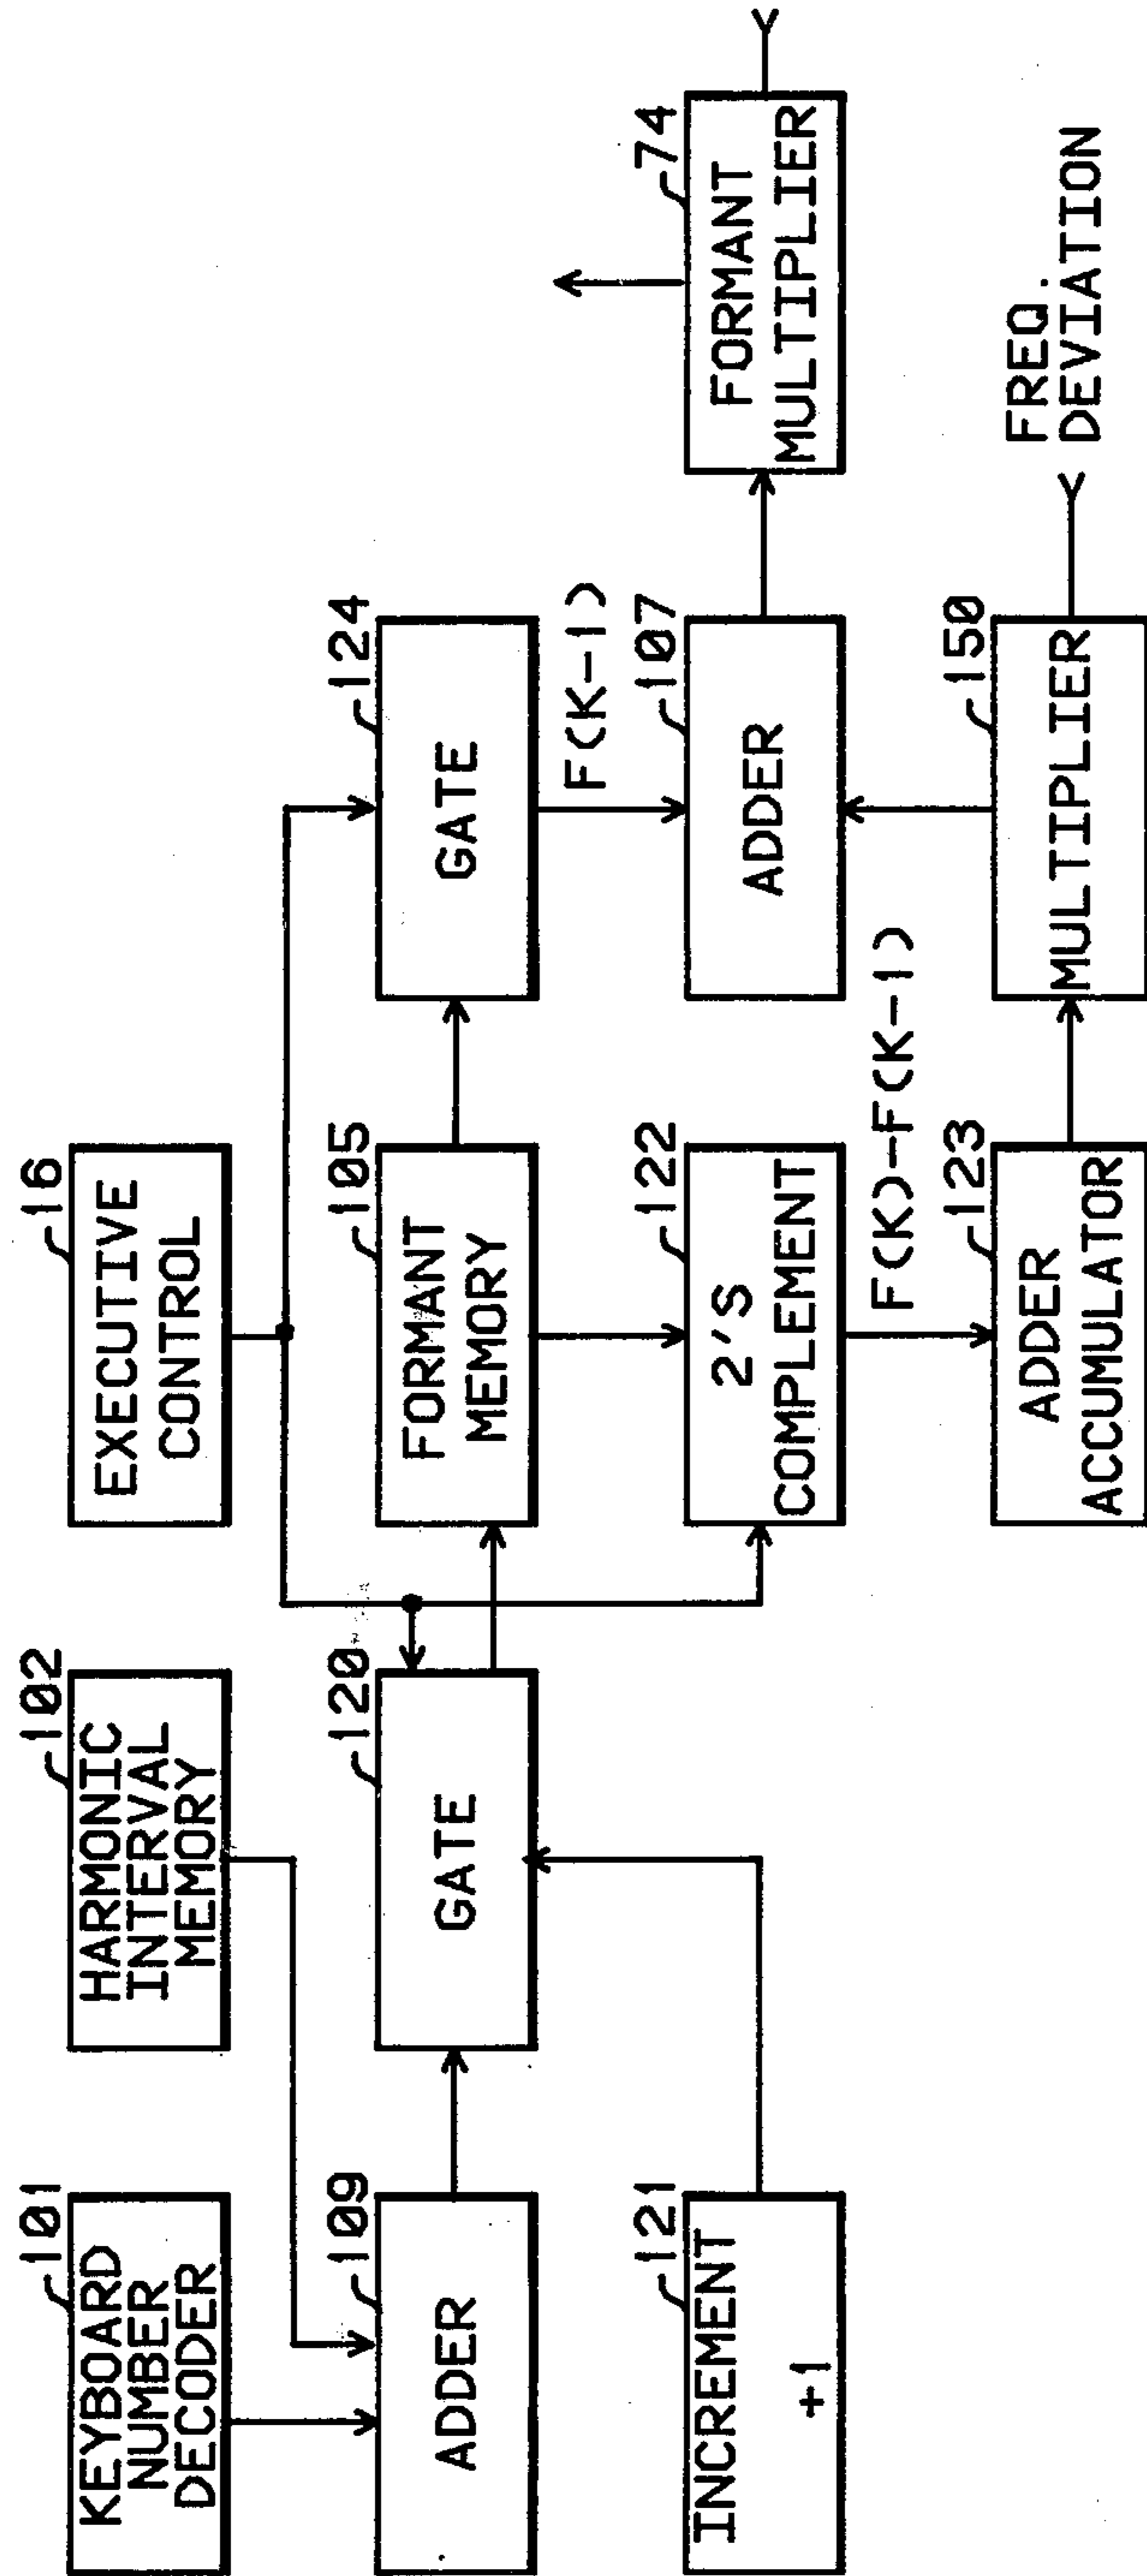 101
KEYBOARD
NUMBER
DECODER
102
HARMONIC
INTERVAL
MEMORY
16
EXECUTIVE
CONTROL
109
ADDER
120
GATE
105
FORMANT
MEMORY
124
GATE
F(K-1)
121
INCREMENT
+1
122
2'S
COMPLEMENT
107
ADDER
74
FORMANT
MULTIPLIER
F(K)-F(K-1)
123
ADDER
ACCUMULATOR
150
MULTIPLIER
FREQ.
DEVIATION